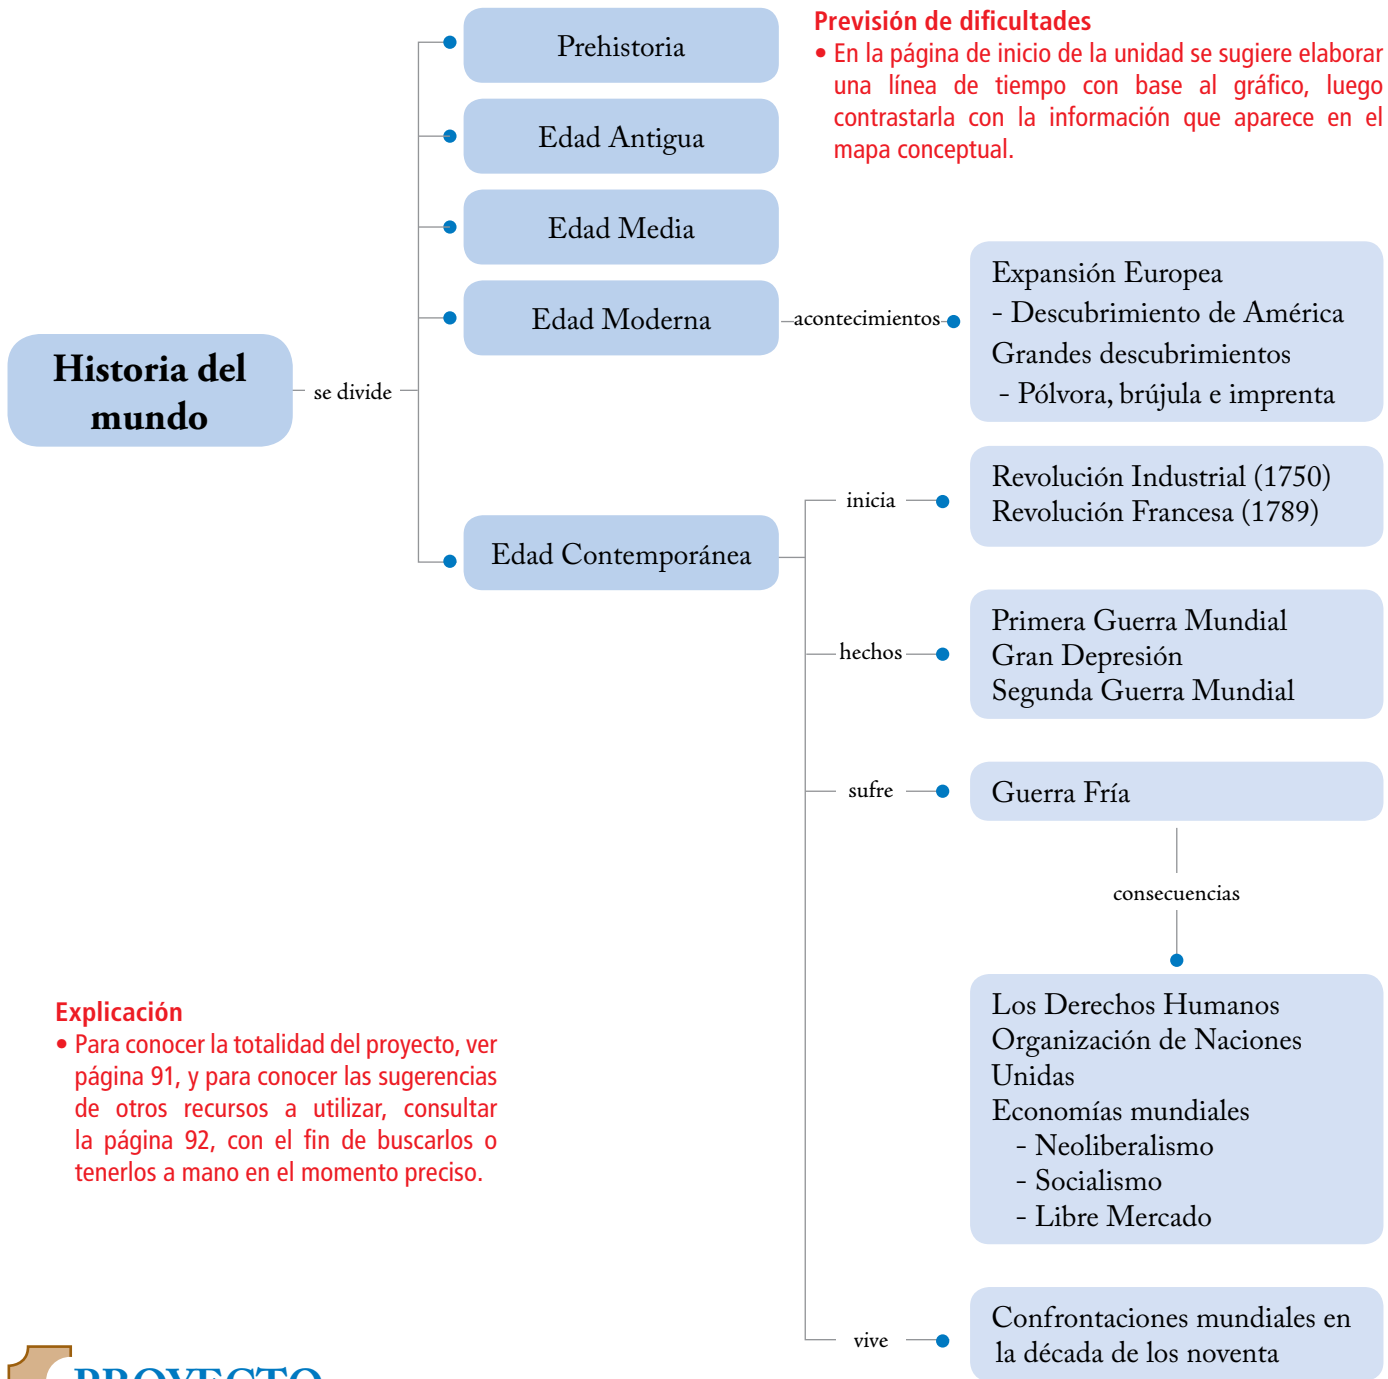 Prehistoria
Previsión de dificultades
• En la página de inicio de la unidad se sugiere elaborar
una línea de tiempo con base al gráfico, luego
contrastarla con la información que aparece en el
mapa conceptual.
Edad Antigua
Edad Media
Edad Moderna
acontecimientos
Expansión Europea
- Descubrimiento de América
Grandes descubrimientos
- Pólvora, brújula e imprenta
Historia del
mundo
se divide
Edad Contemporánea
inicia
Revolución Industrial (1750)
Revolución Francesa (1789)
hechos
Primera Guerra Mundial
Gran Depresión
Segunda Guerra Mundial
sufre
Guerra Fría
consecuencias
Los Derechos Humanos
Organización de Naciones
Unidas
Economías mundiales
- Neoliberalismo
- Socialismo
- Libre Mercado
Explicación
• Para conocer la totalidad del proyecto, ver
página 91, y para conocer las sugerencias
de otros recursos a utilizar, consultar
la página 92, con el fin de buscarlos o
tenerlos a mano en el momento preciso.
vive
Confrontaciones mundiales en
la década de los noventa
PROYECTO